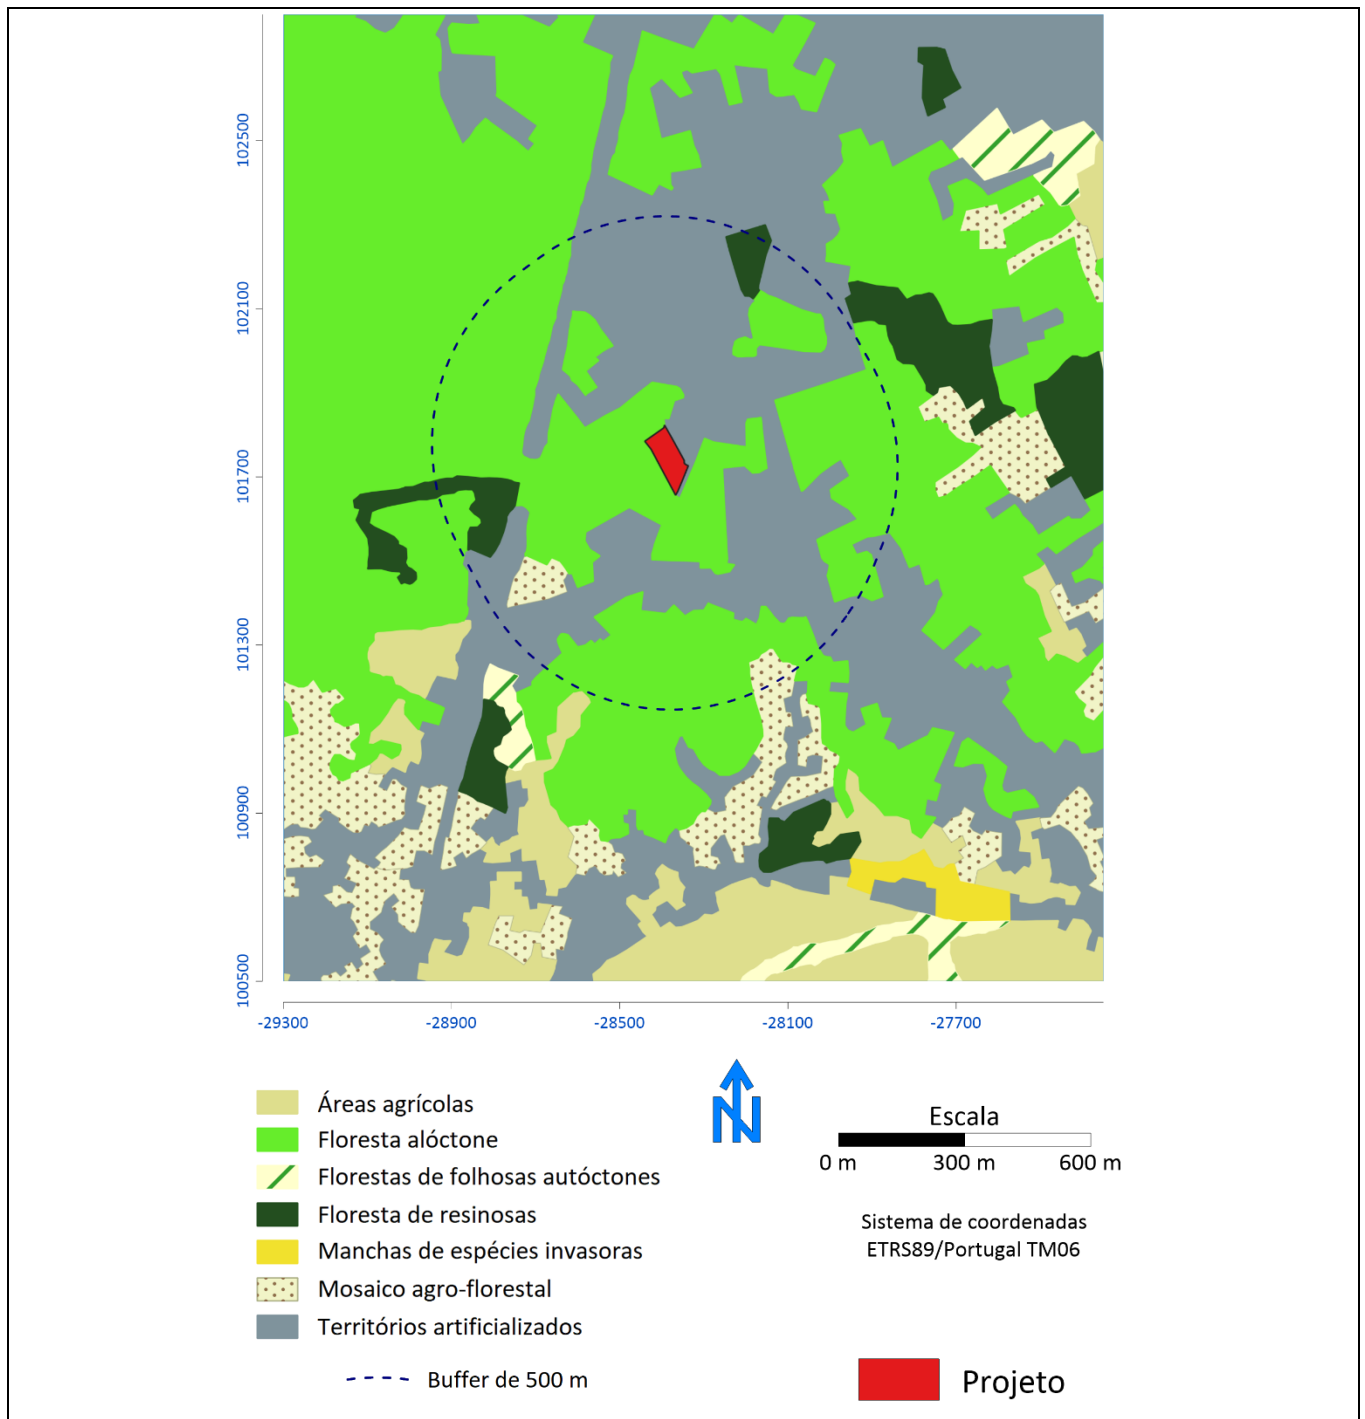 102500
102100
101700
101300
100900
100500
-29300 -28900 -28500 -28100 -27700
Áreas agrícolas
Floresta alóctone
Florestas de folhosas autóctones
Floresta de resinosas
Manchas de espécies invasoras
Mosaico agro-florestal
Territórios artificializados
Buffer de 500 m
N
Escala
0 m 300 m 600 m
Sistema de coordenadas
ETRS89/Portugal TM06
Projeto